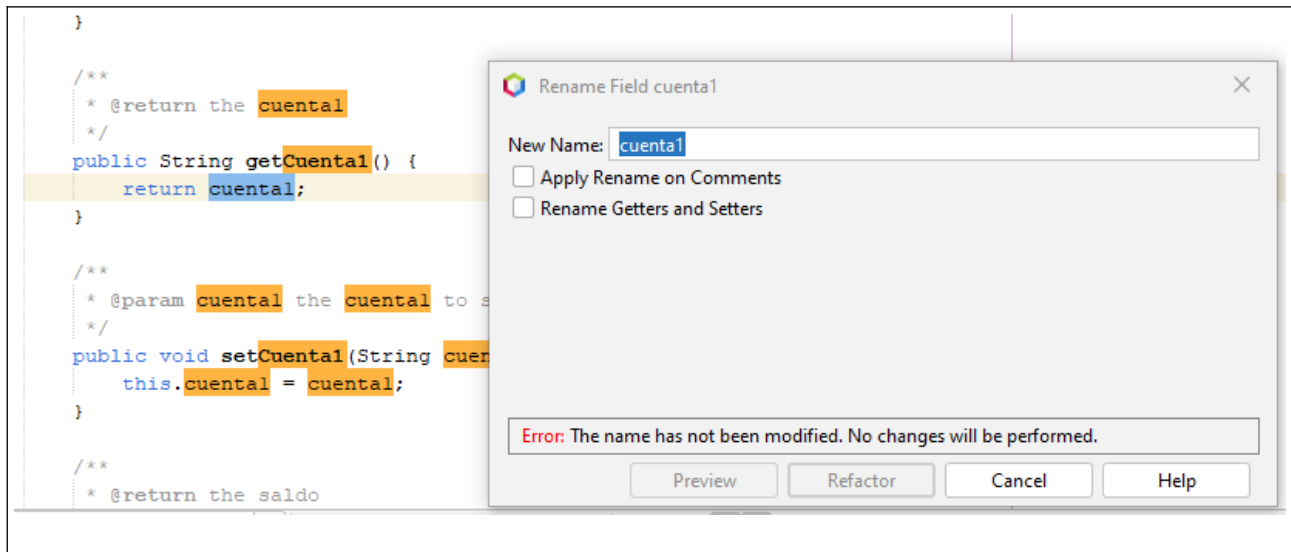 }
/**
* @return the cuenta1
*/
public String getCuenta1() {
return cuenta1;
}
/**
* @param cuenta1 the cuenta1 to s
*/
public void setCuenta1(String cuen
this.cuenta1 = cuenta1;
}
/**
* @return the saldo
Rename Field cuenta1
New Name: cuenta1
Apply Rename on Comments
Rename Getters and Setters
Error: The name has not been modified. No changes will be performed.
Preview Refactor Cancel Help